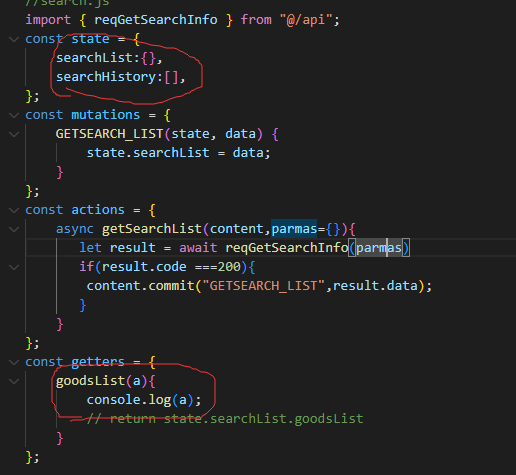 //search.js
import { reqGetSearchInfo } from "@/api";
const state = {
searchList:{},
searchHistory:[],
};
const mutations = {
GETSEARCH_LIST(state, data) {
state.searchList = data;
}
};
const actions = {
async getSearchList(content,parmas={}){
let result = await reqGetSearchInfo(parmas)
if(result.code ===200){
content.commit("GETSEARCH_LIST",result.data);
}
}
};
const getters = {
goodsList(a){
console.log(a);
// return state.searchList.goodsList
}
};